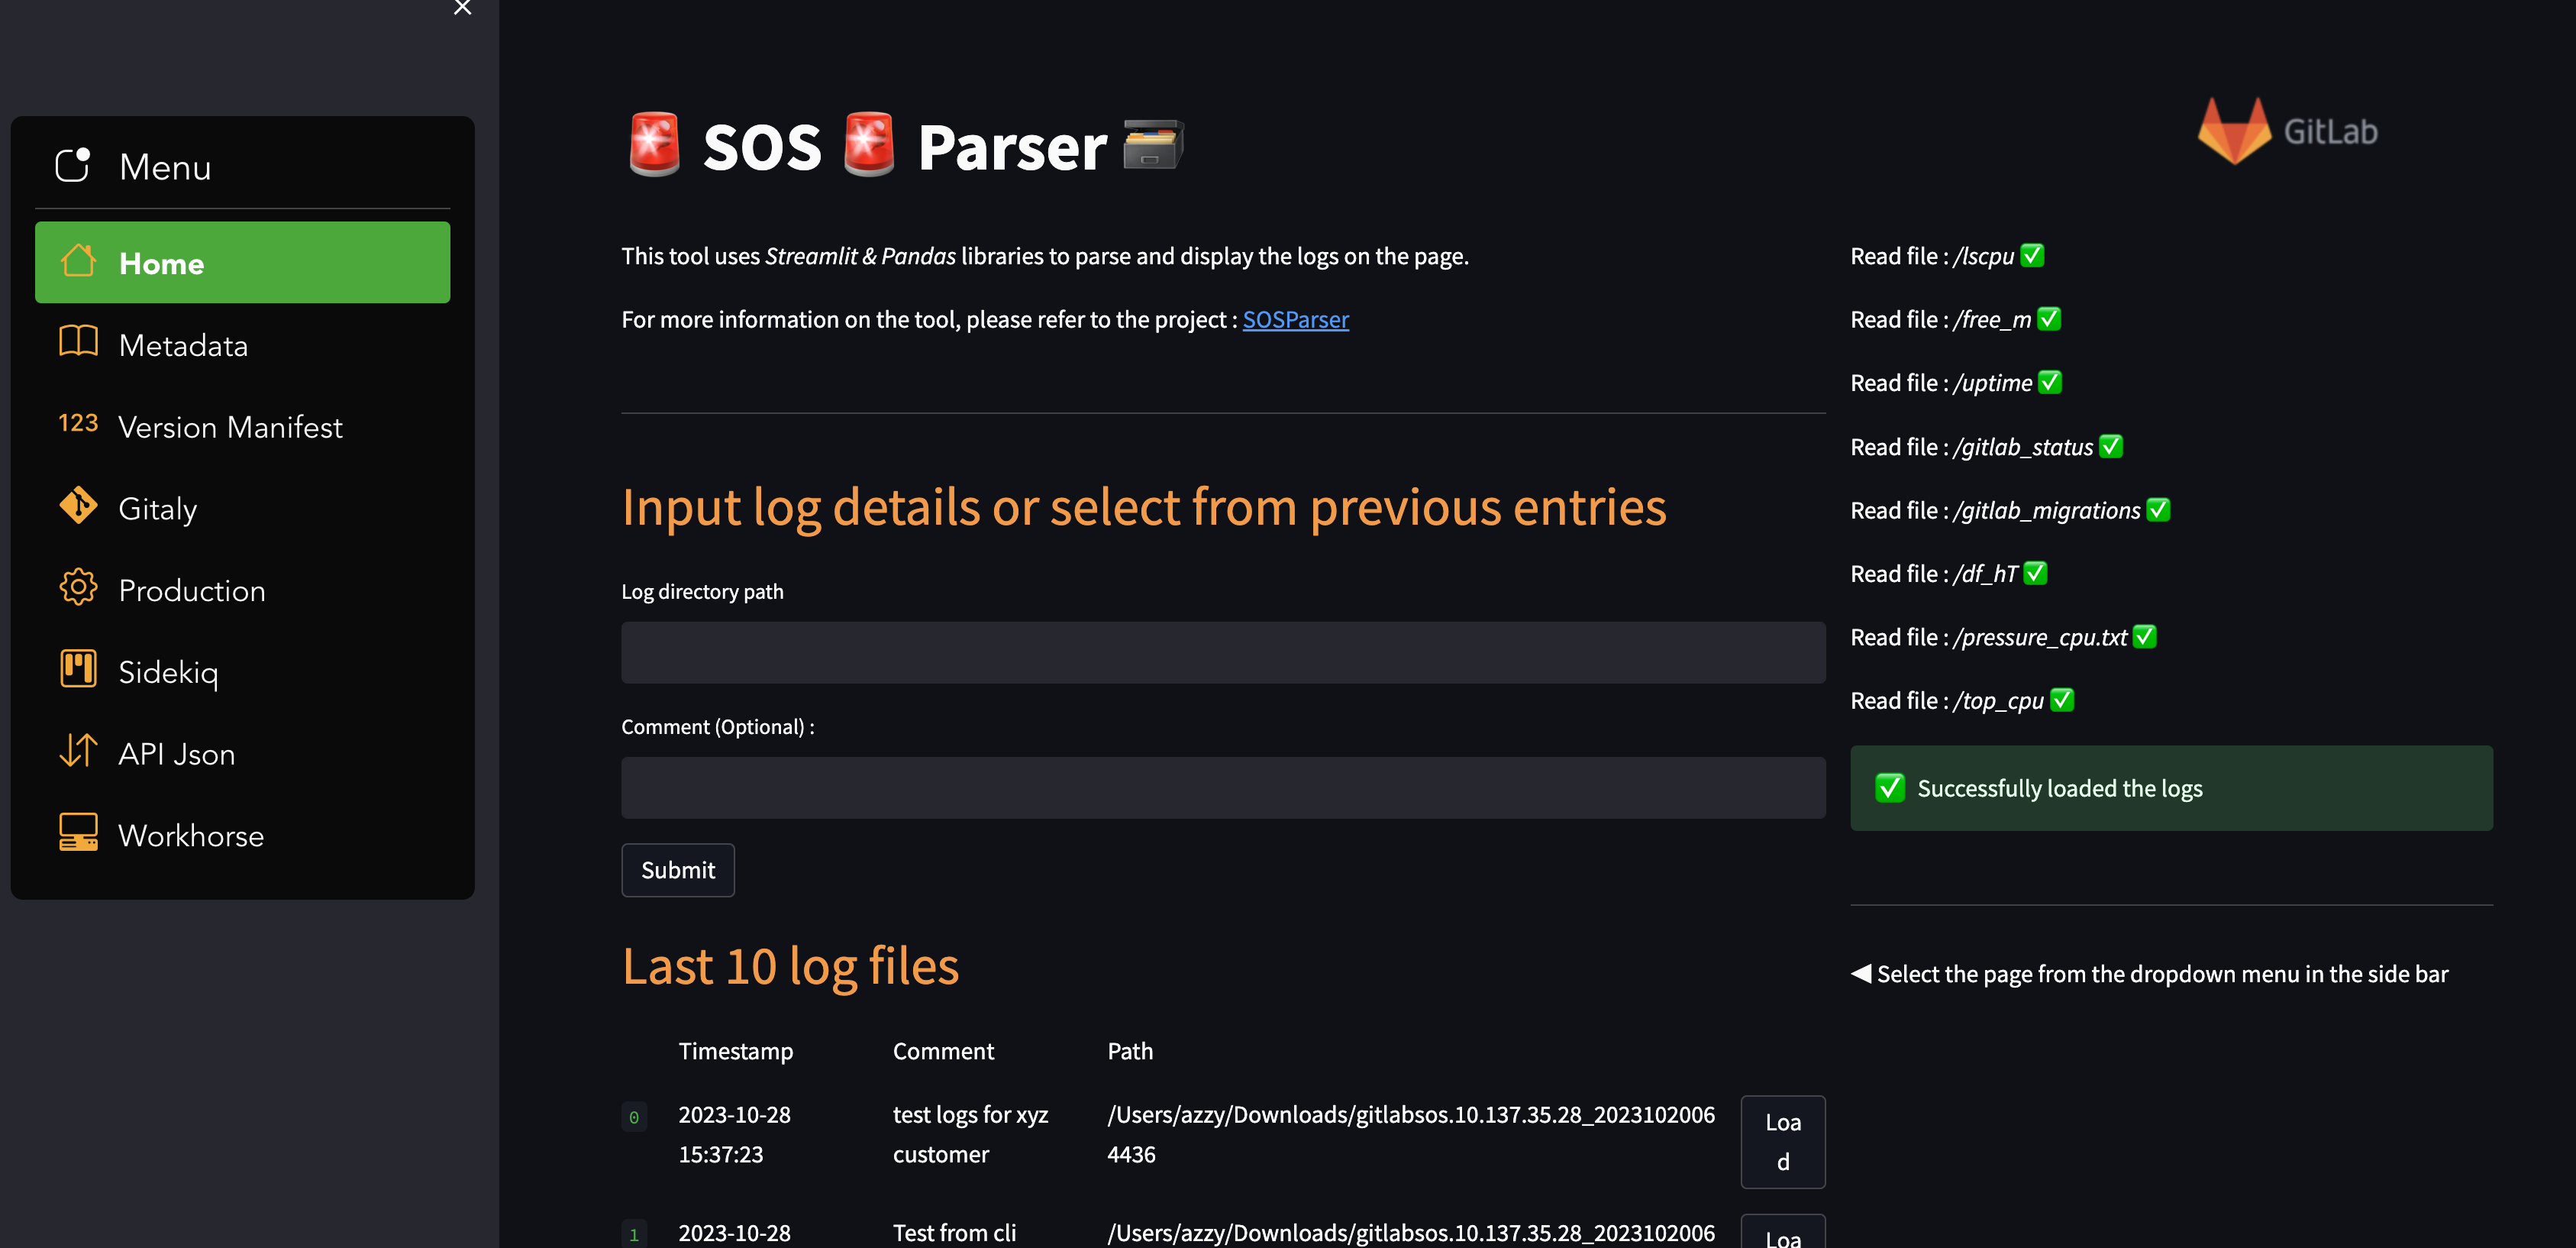 Menu
Home
Metadata
123 Version Manifest
Gitaly
Production
Sidekiq
API Json
Workhorse
SOS Parser
GitLab
This tool uses Streamlit & Pandas libraries to parse and display the logs on the page.
For more information on the tool, please refer to the project : SOSParser
Input log details or select from previous entries
Log directory path
Comment (Optional) :
Submit
Last 10 log files
Timestamp Comment Path
0 2023-10-28 test logs for xyz /Users/azzy/Downloads/gitlabsos.10.137.35.28_2023102006 Loa
15:37:23 customer 4436 d
1 2023-10-28 Test from cli /Users/azzy/Downloads/gitlabsos.10.137.35.28_2023102006 Loa
Read file : /lscpu ✅
Read file : /free_m ✅
Read file : /uptime ✅
Read file : /gitlab_status ✅
Read file : /gitlab_migrations ✅
Read file : /df_hT ✅
Read file : /pressure_cpu.txt ✅
Read file : /top_cpu ✅
✅ Successfully loaded the logs
◀ Select the page from the dropdown menu in the side bar